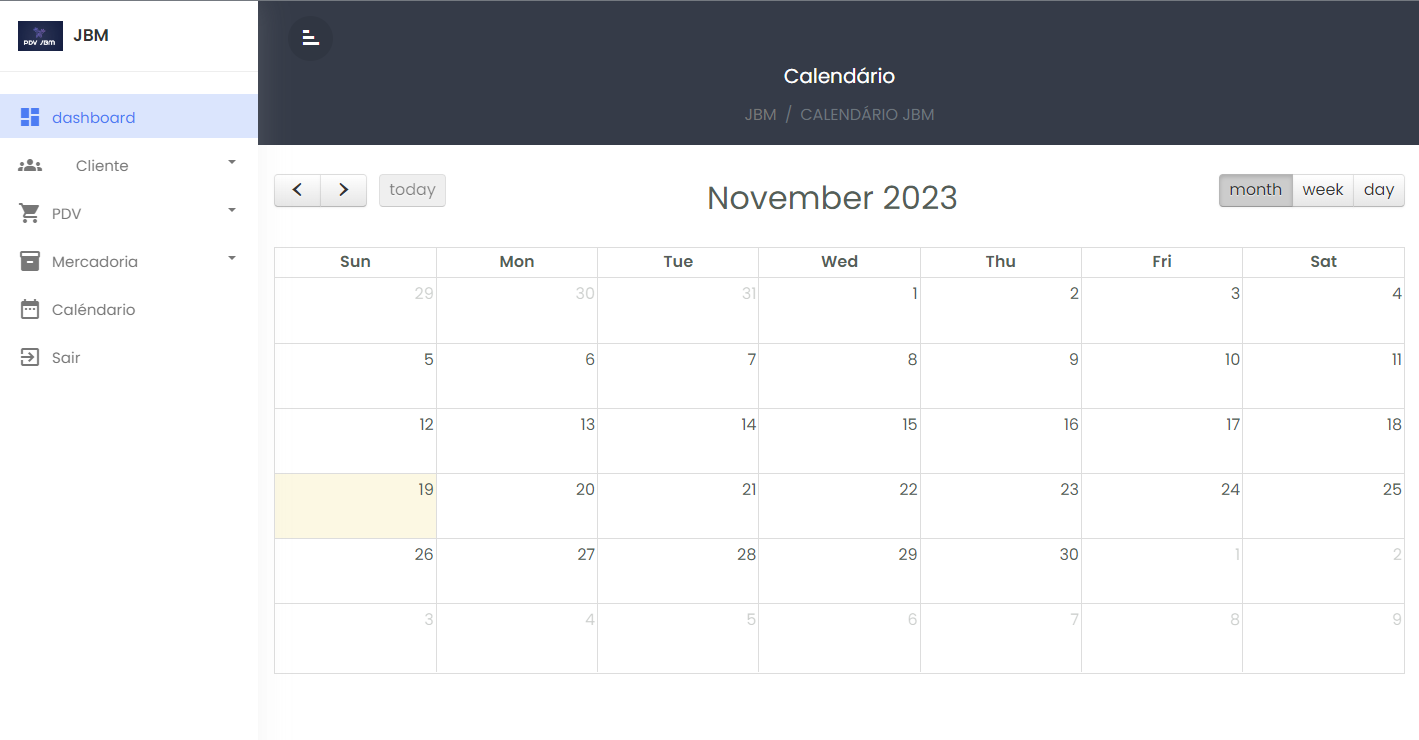 PDV JBM
JBM
dashboard
Cliente
PDV
Mercadoria
Caléndario
Sair
Calendário
JBM / CALENDÁRIO JBM
today
November 2023
month week day
Sun Mon Tue Wed Thu Fri Sat
29 30 31 1 2 3 4
5 6 7 8 9 10 11
12 13 14 15 16 17 18
19 20 21 22 23 24 25
26 27 28 29 30 1 2
3 4 5 6 7 8 9